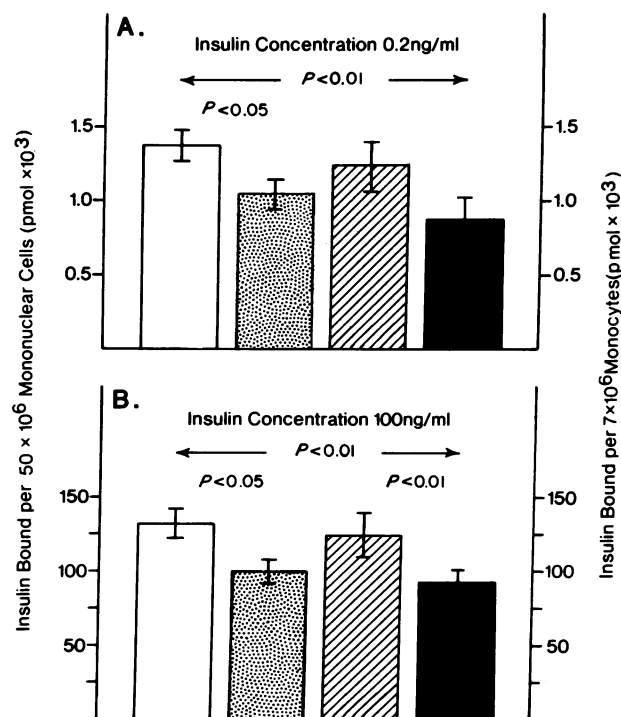 A.
Insulin Concentration 0.2ng/ml
P<0.01
P<0.05
1.5
1.0
0.5
1.5
1.0
0.5
B.
Insulin Concentration 100ng/ml
P<0.01
P<0.05 P<0.01
150
100
50
150
100
50
Insulin Bound per 50 × 10⁶ Mononuclear Cells (pmol ×10³)
Insulin Bound per 7×10⁶Monocytes(pmol × 10³)